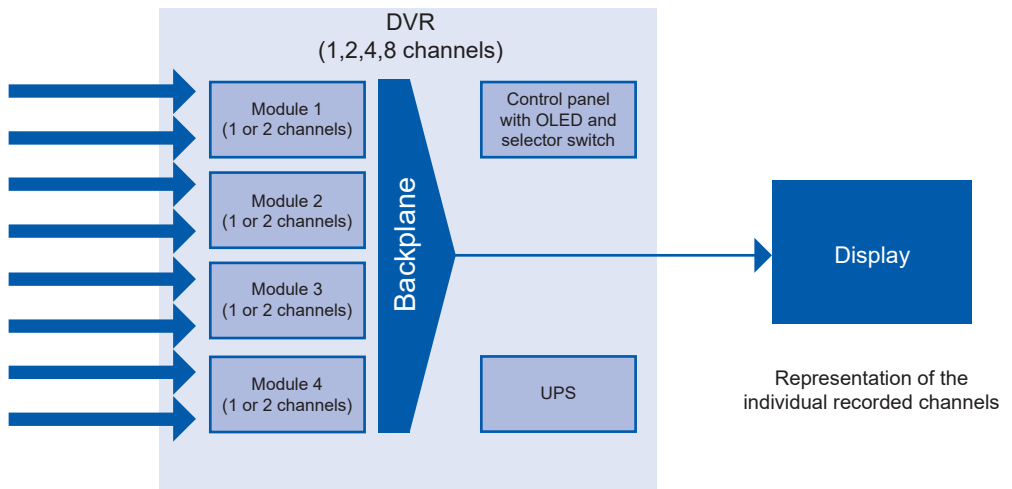 DVR
(1,2,4,8 channels)
Module 1
(1 or 2 channels)
Module 2
(1 or 2 channels)
Module 3
(1 or 2 channels)
Module 4
(1 or 2 channels)
Backplane
Control panel
with OLED and
selector switch
UPS
Display
Representation of the
individual recorded channels